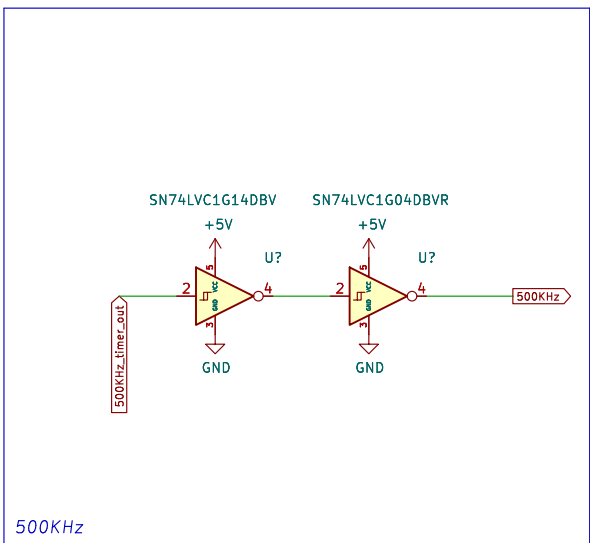 SN74LVC1G14DBV SN74LVC1G04DBVR
+5V +5V
U? U?
5 5
VCC VCC
2 4 2 4
500KHz
GND GND
3 3
500KHz_timer_out
GND GND
500KHz